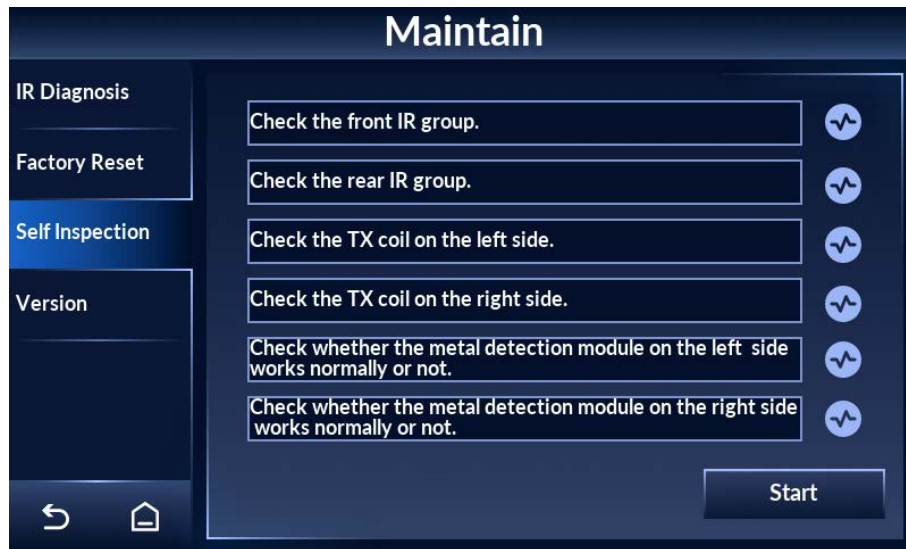 Maintain
IR Diagnosis
Factory Reset
Self Inspection
Version
Check the front IR group.
Check the rear IR group.
Check the TX coil on the left side.
Check the TX coil on the right side.
Check whether the metal detection module on the left side
works normally or not.
Check whether the metal detection module on the right side
works normally or not.
Start